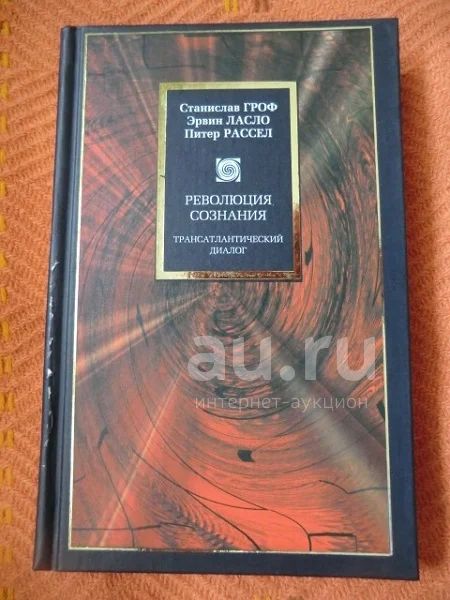 Станислав ГРОФ
Эрвин ЛАСЛО
Питер РАССЕЛ
РЕВОЛЮЦИЯ
СОЗНАНИЯ
ТРАНСАТЛАНТИЧЕСКИЙ
ДИАЛОГ
au.ru
интернет-аукцион